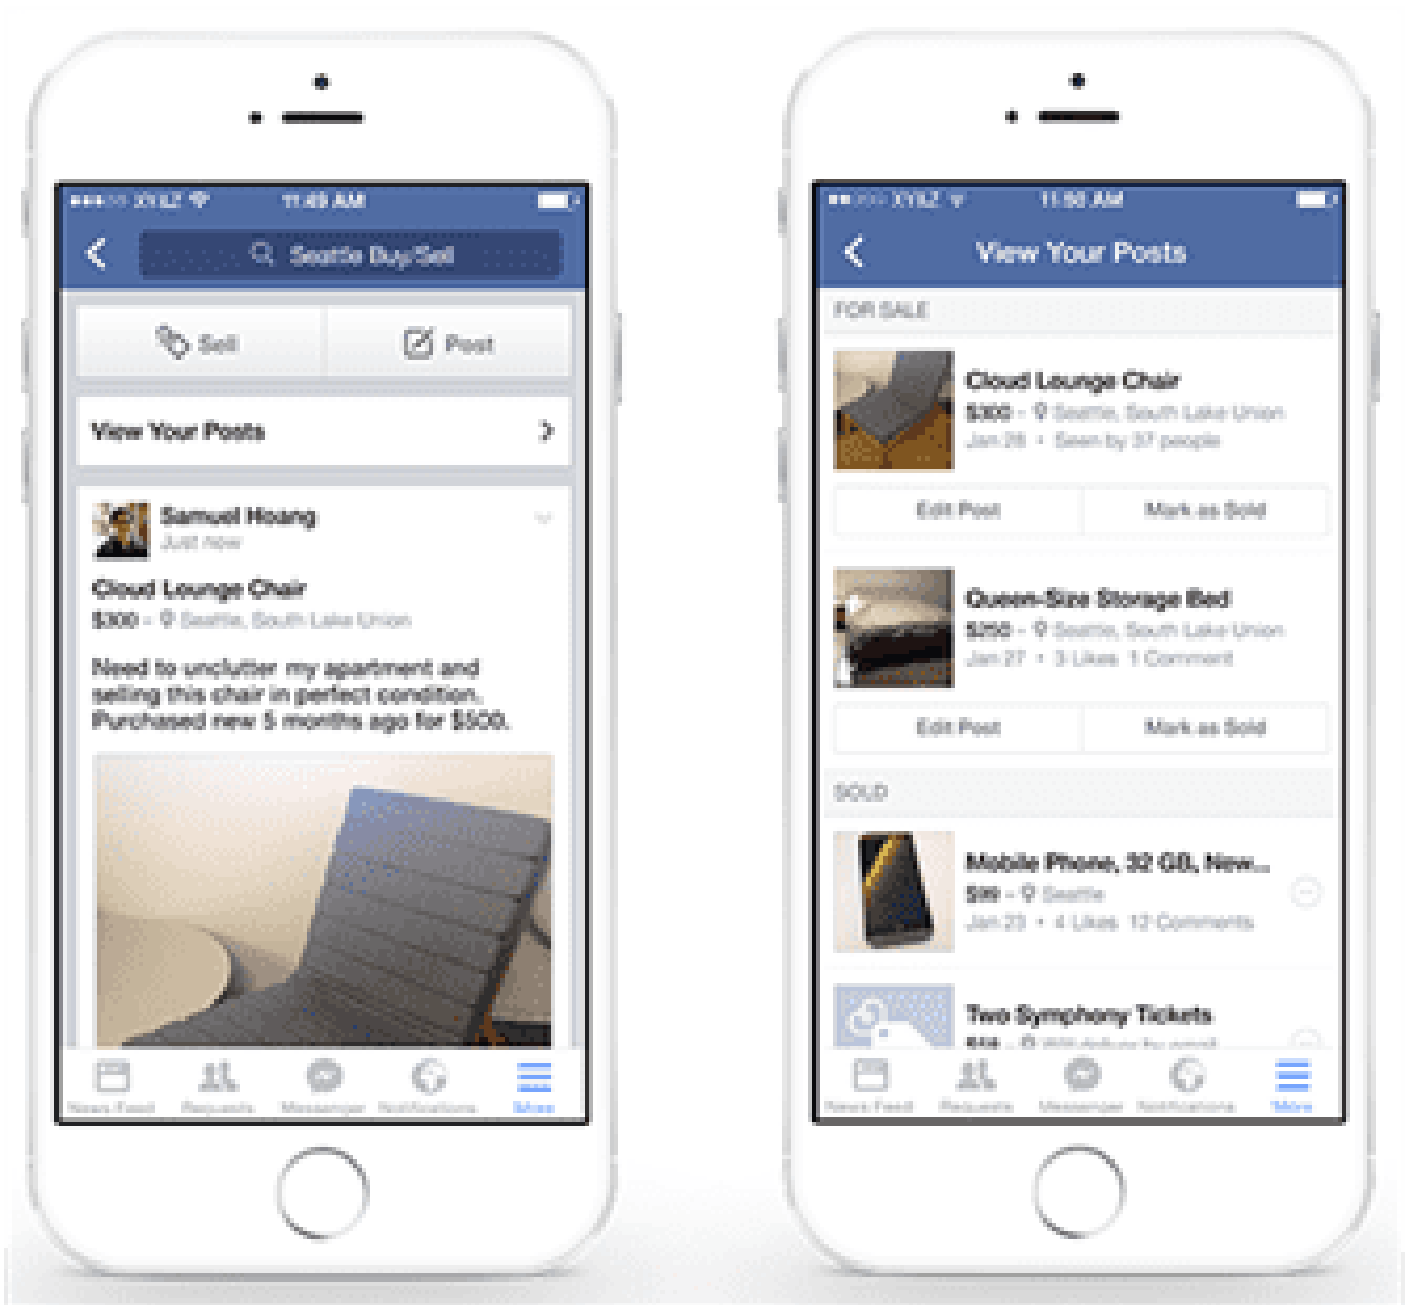 XYZ 11:49 AM
Seattle Buy/Sell
Sell Post
View Your Posts
Samuel Hoang
Just now
Cloud Lounge Chair
$300 - Seattle, South Lake Union
Need to unclutter my apartment and
selling this chair in perfect condition.
Purchased new 5 months ago for $500.
News Feed Requests Messenger Notifications More
XYZ 11:50 AM
View Your Posts
FOR SALE
Cloud Lounge Chair
$300 - Seattle, South Lake Union
Jan 28 • Seen by 37 people
Edit Post Mark as Sold
Queen-Size Storage Bed
$250 - Seattle, South Lake Union
Jan 27 • 3 Likes 1 Comment
Edit Post Mark as Sold
SOLD
Mobile Phone, 32 GB, New...
$99 - Seattle
Jan 23 • 4 Likes 12 Comments
Two Symphony Tickets
News Feed Requests Messenger Notifications More